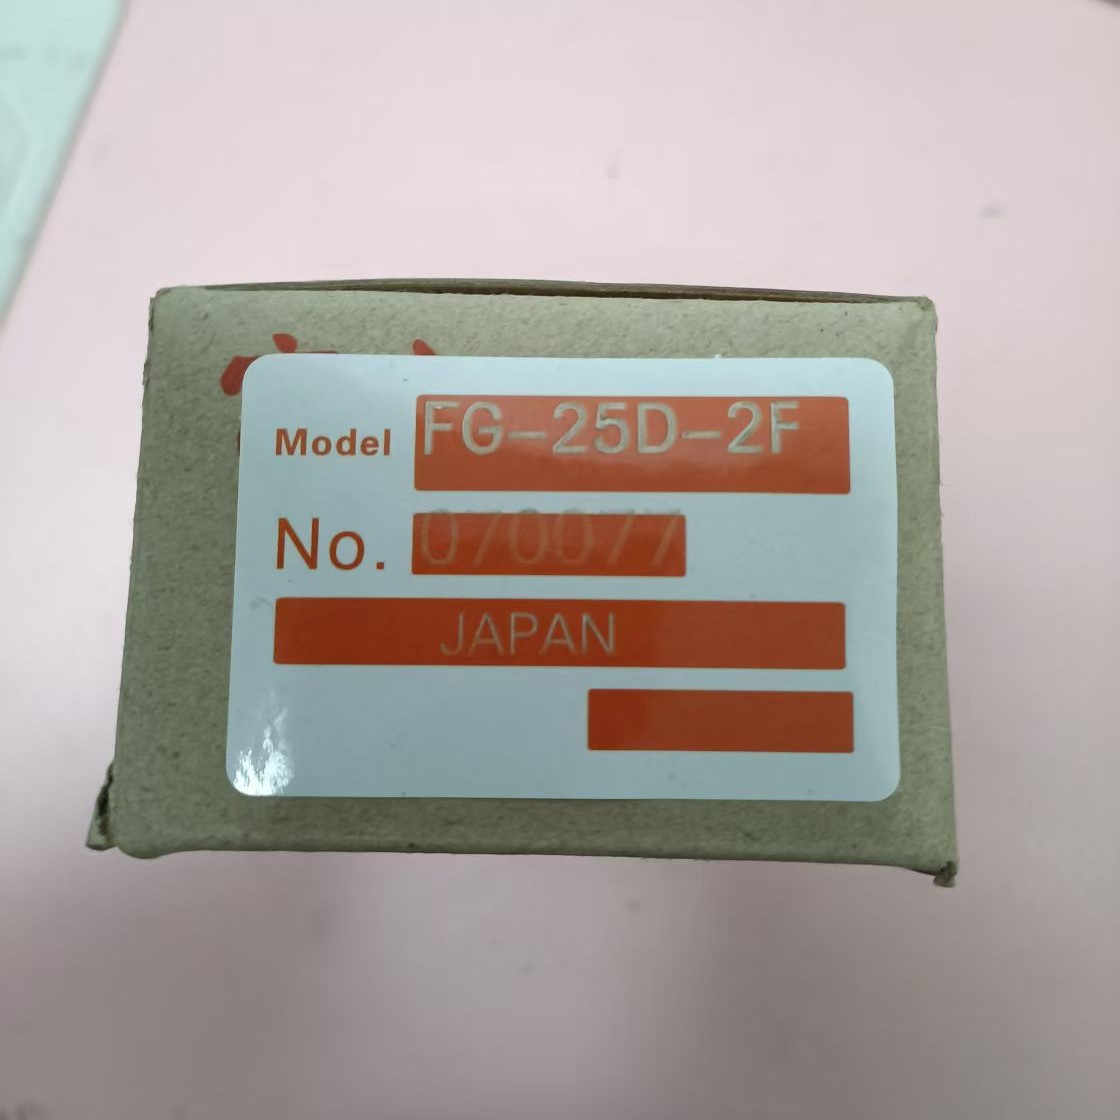 Model FG-25D-2F
No. 070077
JAPAN